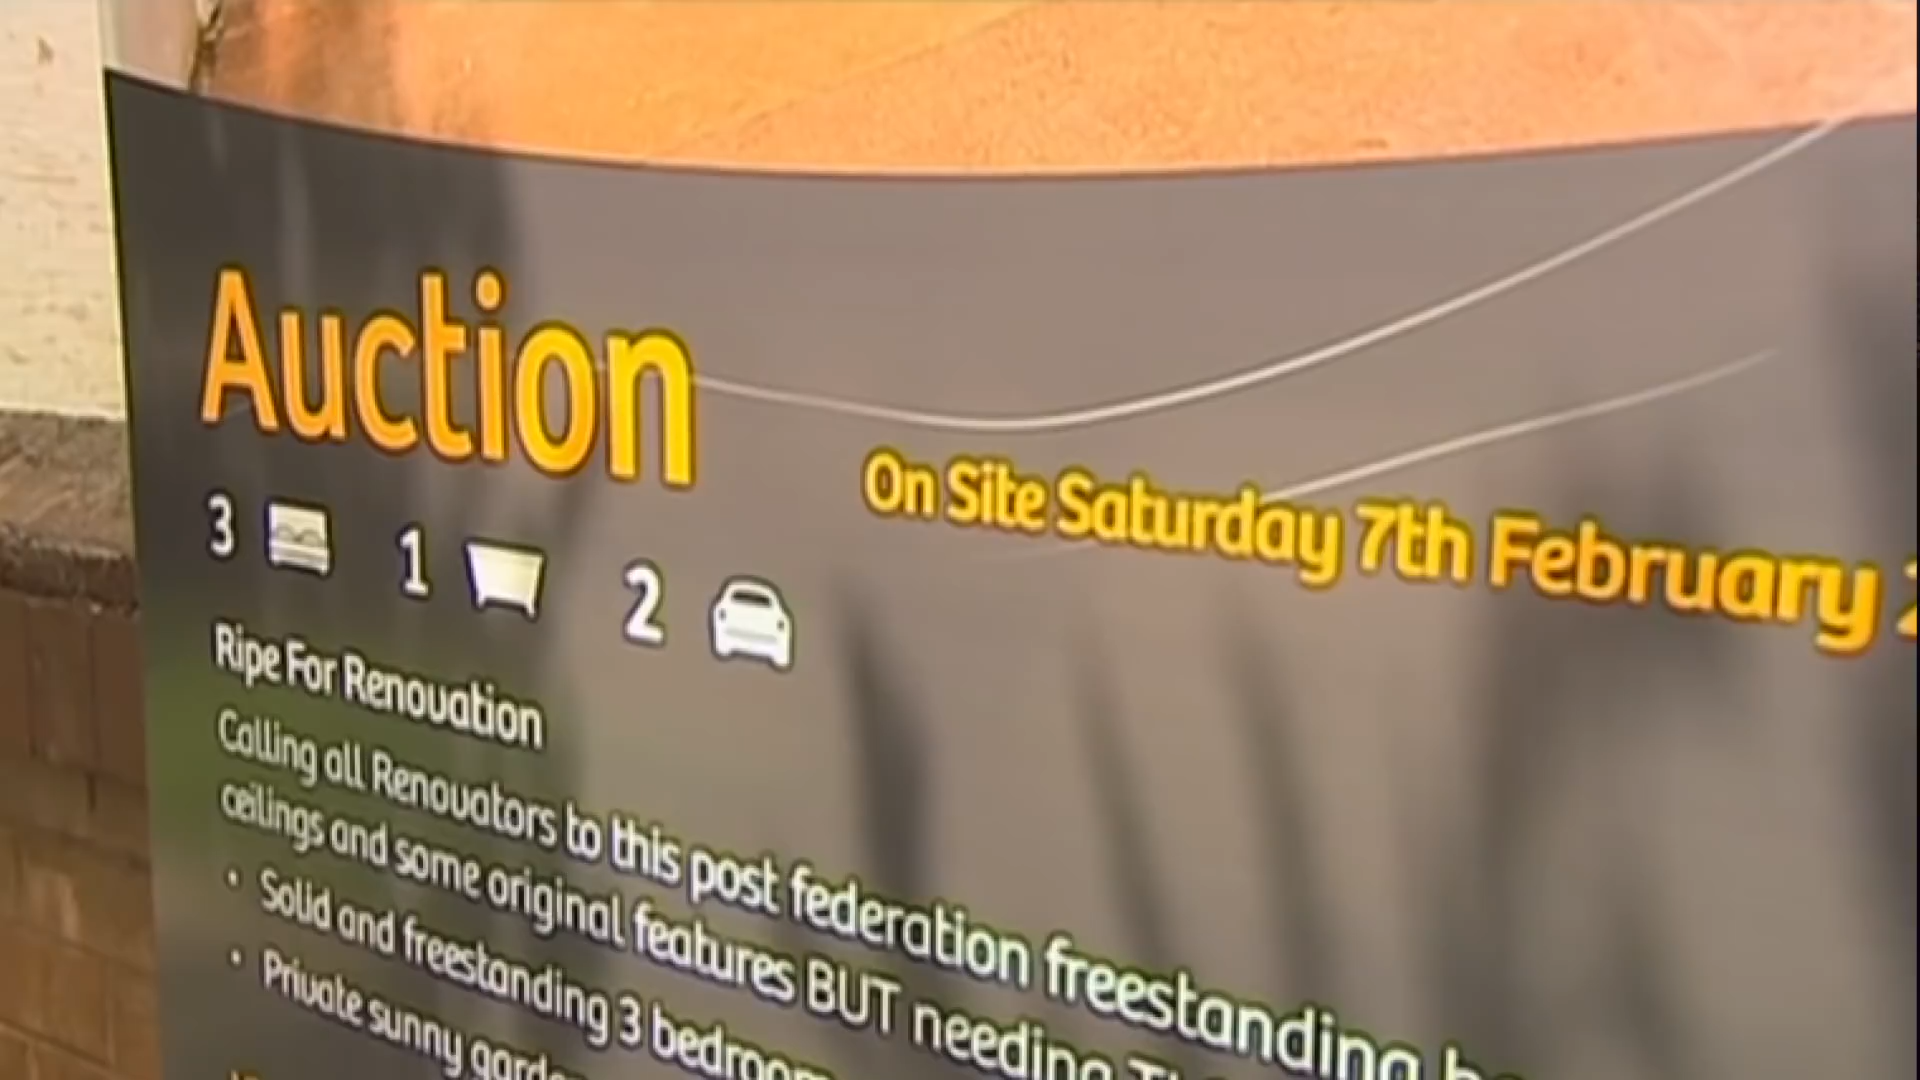 Auction
On Site Saturday 7th February
3 1 2
Ripe For Renovation
Calling all Renovators to this post federation freestanding
ceilings and some original features BUT needing
• Solid and freestanding 3
• Private sunny